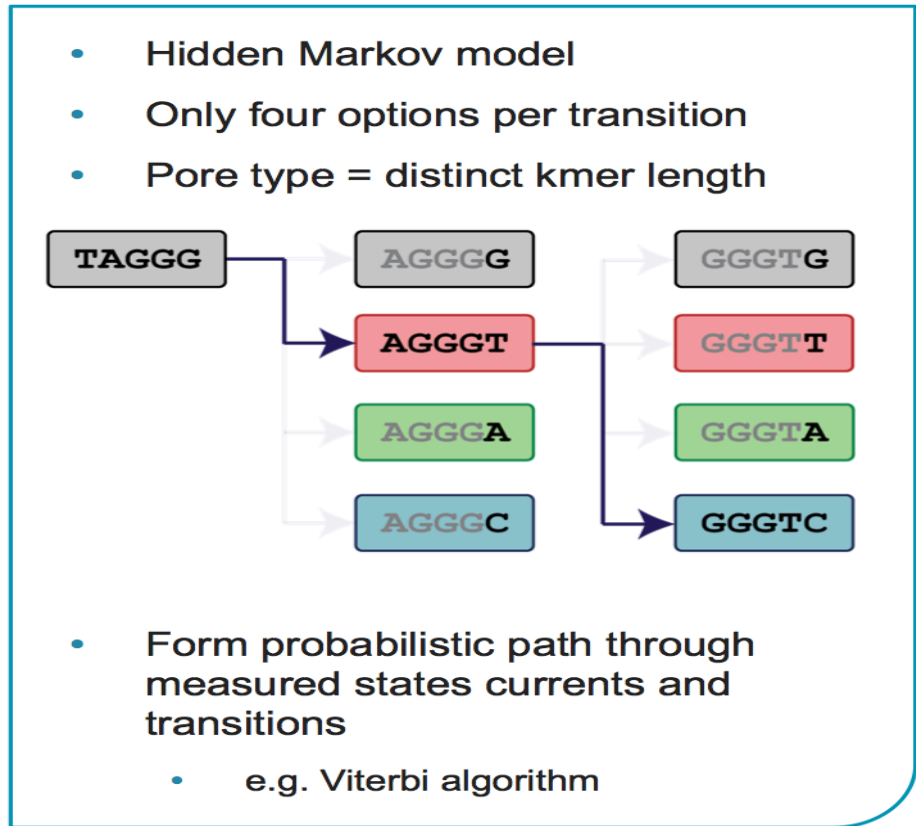 • Hidden Markov model
• Only four options per transition
• Pore type = distinct kmer length
TAGGG AGGGG GGGTG
AGGGT GGGTT
AGGGA GGGTA
AGGGC GGGTC
• Form probabilistic path through
measured states currents and
transitions
• e.g. Viterbi algorithm